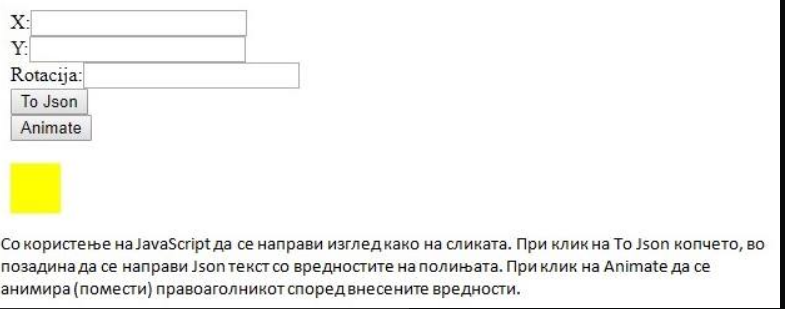 X:
Y:
Rotacija:
To Json
Animate
Со користење на JavaScript да се направи изглед како на сликата. При клик на To Json копчето, во
позадина да се направи Json текст со вредностите на полињата. При клик на Animate да се
анимира (помести) правоаголникот според внесените вредности.